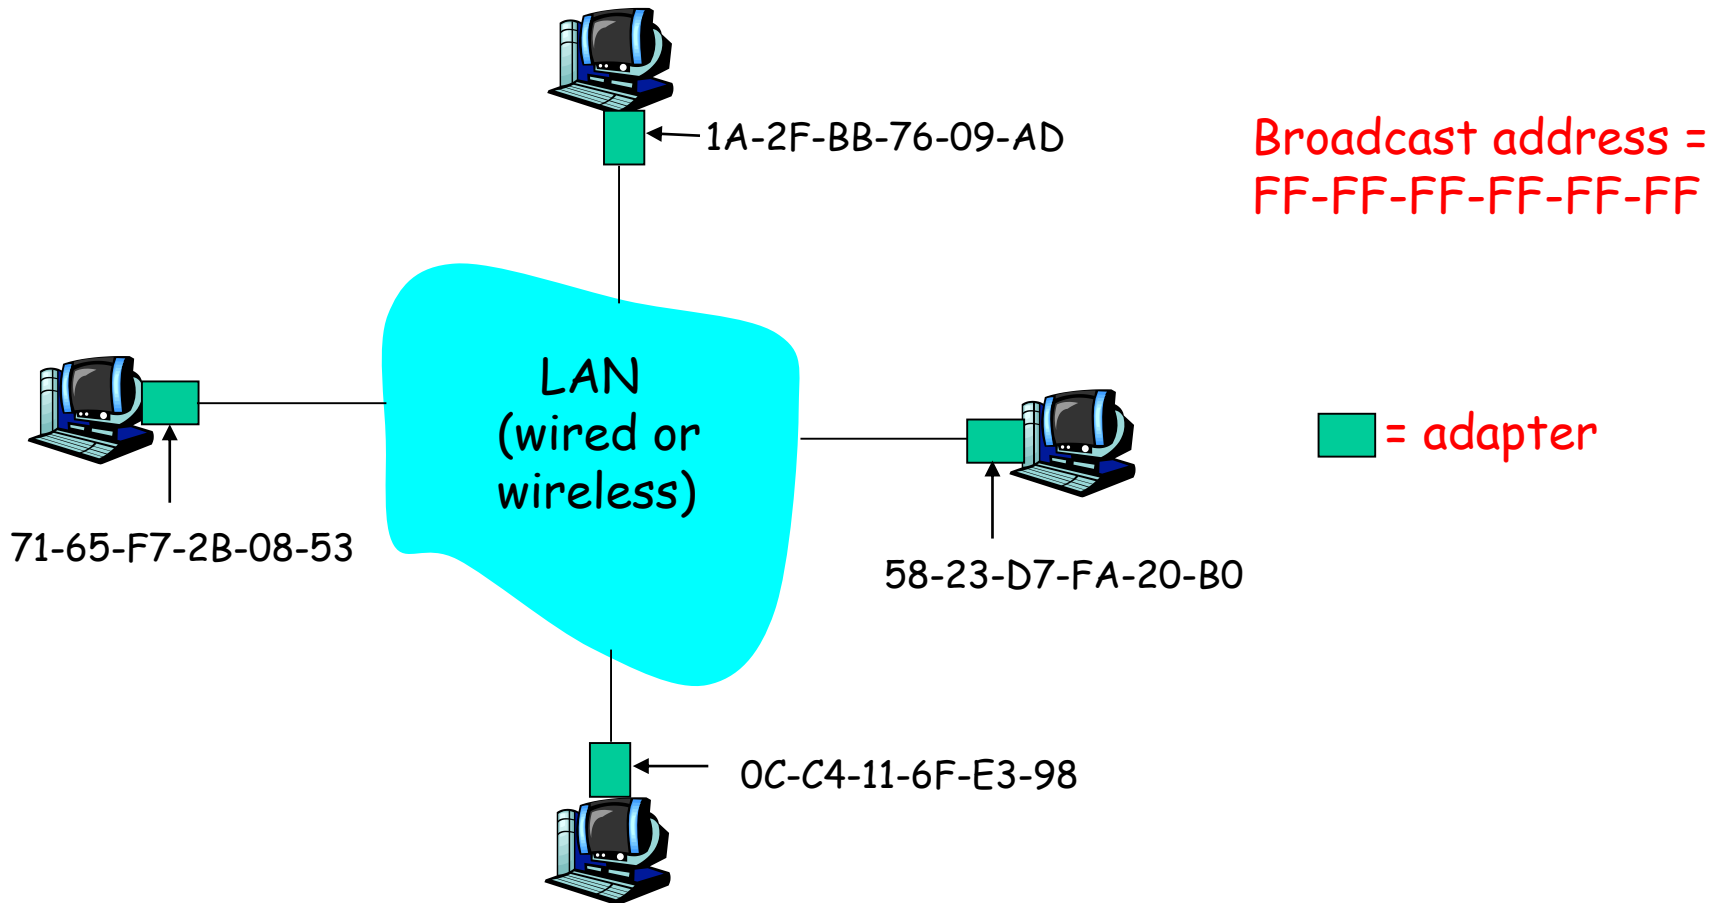 1A-2F-BB-76-09-AD
Broadcast address =
FF-FF-FF-FF-FF-FF
LAN
(wired or
wireless)
= adapter
71-65-F7-2B-08-53
58-23-D7-FA-20-B0
0C-C4-11-6F-E3-98